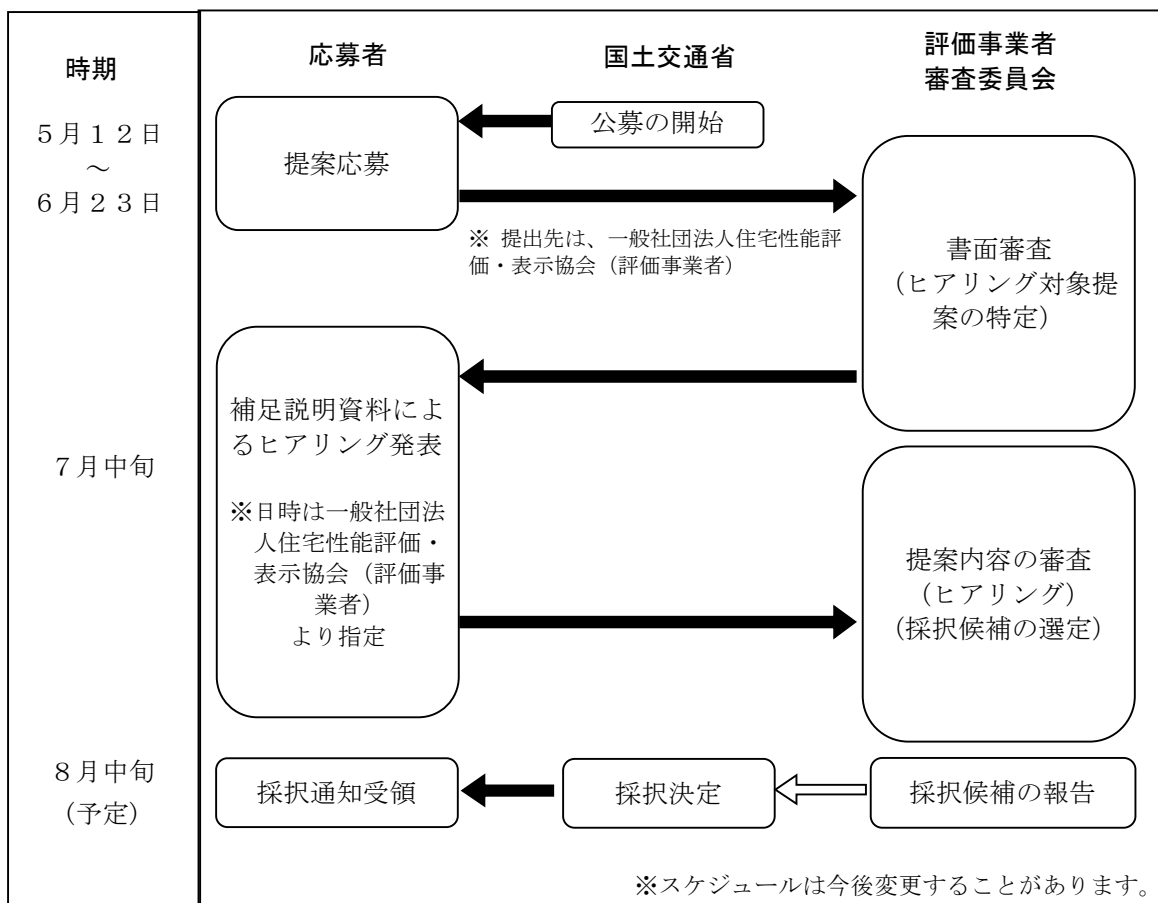 時期
応募者
国土交通省
評価事業者
審査委員会
5月12日
~
6月23日
公募の開始
提案応募
※ 提出先は、一般社団法人住宅性能評
価・表示協会(評価事業者)
書面審査
(ヒアリング対象提
案の特定)
7月中旬
補足説明資料によ
るヒアリング発表
※日時は一般社団法
人住宅性能評価・
表示協会(評価事
業者)
より指定
提案内容の審査
(ヒアリング)
(採択候補の選定)
8月中旬
(予定)
採択通知受領
採択決定
採択候補の報告
※スケジュールは今後変更することがあります。